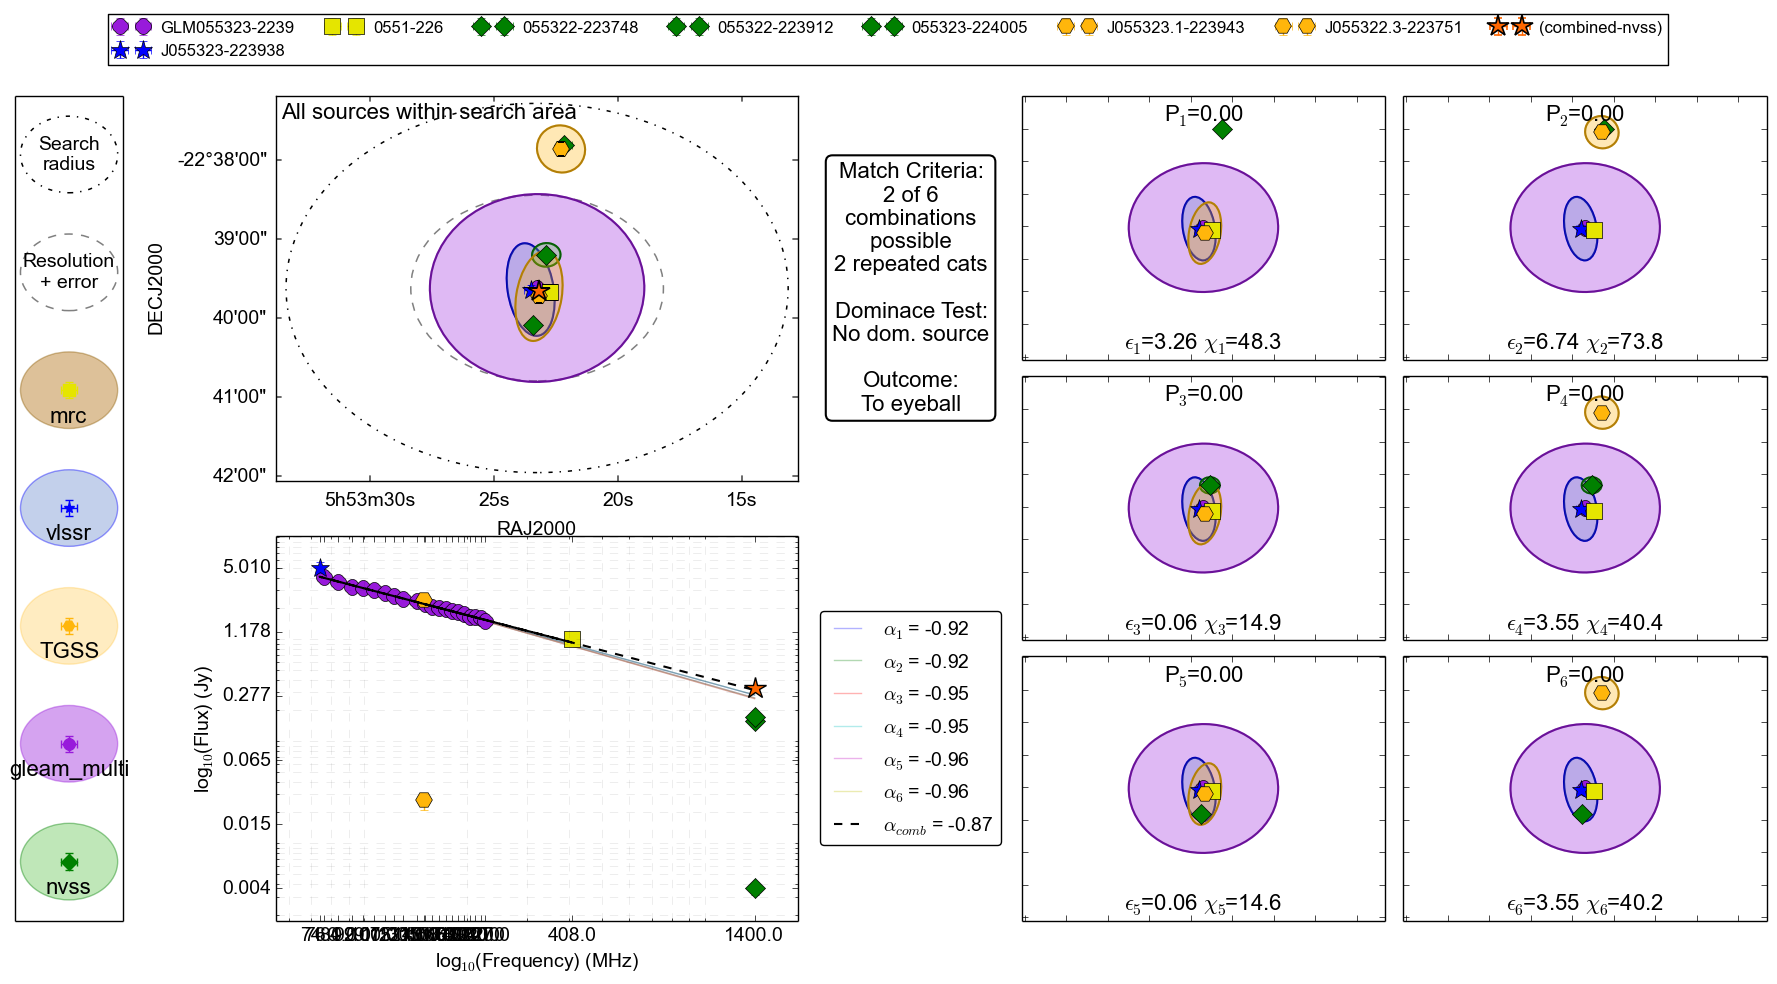 GLM055323-2239 0551-226 055322-223748 055322-223912 055323-224005 J055323.1-223943 J055322.3-223751 (combined-nvss)
J055323-223938
Search
radius
Resolution
+ error
mrc
vlssr
TGSS
gleam_multi
nvss
All sources within search area
DECJ2000
-22°38'00"
39'00"
40'00"
41'00"
42'00"
5h53m30s 25s 20s 15s
RAJ2000
Match Criteria:
2 of 6
combinations
possible
2 repeated cats
Dominace Test:
No dom. source
Outcome:
To eyeball
log10(Flux) (Jy)
5.010
1.178
0.277
0.065
0.015
0.004
408.0 1400.0
log10(Frequency) (MHz)
α1 = -0.92
α2 = -0.92
α3 = -0.95
α4 = -0.95
α5 = -0.96
α6 = -0.96
αcomb = -0.87
P1=0.00
ϵ1=3.26 χ1=48.3
P2=0.00
ϵ2=6.74 χ2=73.8
P3=0.00
ϵ3=0.06 χ3=14.9
P4=0.00
ϵ4=3.55 χ4=40.4
P5=0.00
ϵ5=0.06 χ5=14.6
P6=0.00
ϵ6=3.55 χ6=40.2